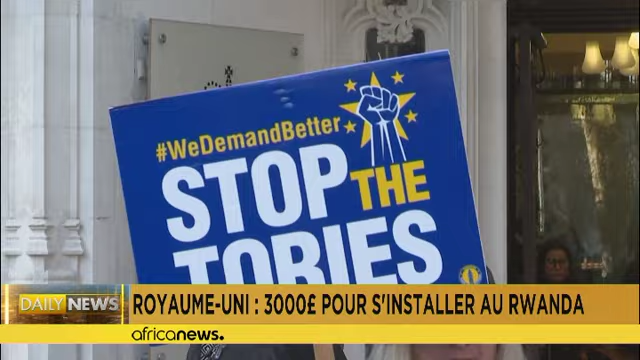 #WeDemandBetter
STOP THE
TORIES
DAILY NEWS
ROYAUME-UNI : 3000£ POUR S'INSTALLER AU RWANDA
africanews.